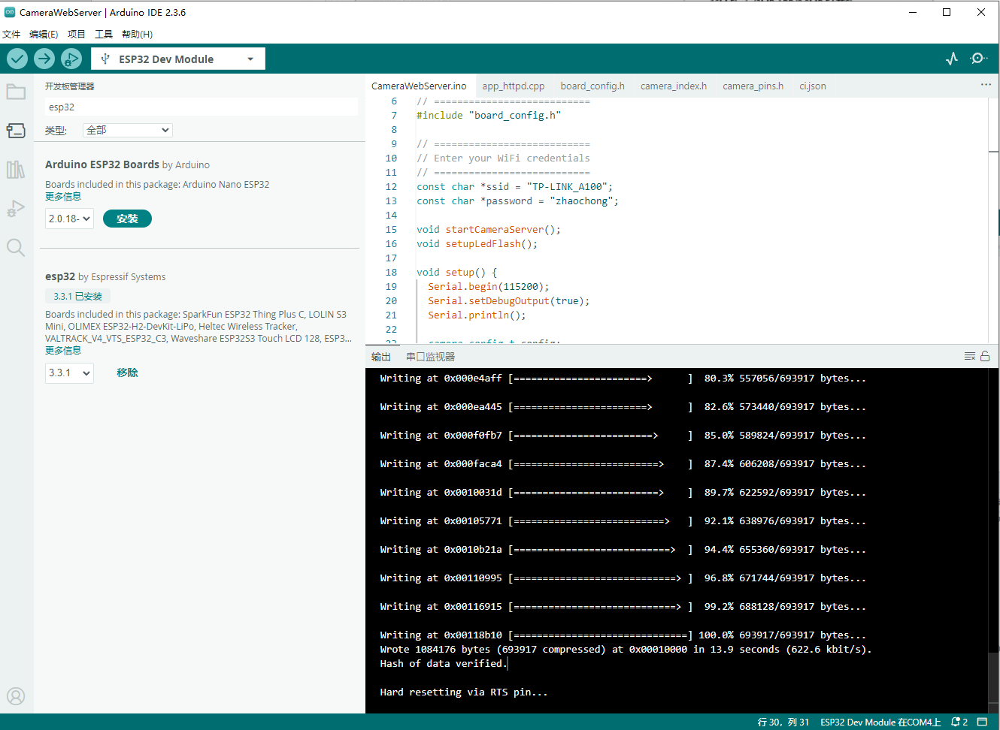 CameraWebServer | Arduino IDE 2.3.6
文件 编辑(E) 项目 工具 帮助(H)
ESP32 Dev Module
开发板管理器
esp32
类型: 全部
Arduino ESP32 Boards by Arduino
Boards included in this package: Arduino Nano ESP32
更多信息
2.0.18- 安装
esp32 by Espressif Systems
3.3.1 已安装
Boards included in this package: SparkFun ESP32 Thing Plus C, LOLIN S3
Mini, OLIMEX ESP32-H2-DevKit-LiPo, Heltec Wireless Tracker,
VALTRACK_V4_VTS_ESP32_C3, Waveshare ESP32S3 Touch LCD 128, ESP3...
更多信息
3.3.1 移除
CameraWebServer.ino app_httpd.cpp board_config.h camera_index.h camera_pins.h ci.json ...
6 // ===========================
7 #include "board_config.h"
8
9 // ===========================
10 // Enter your WiFi credentials
11 // ===========================
12 const char *ssid = "TP-LINK_A100";
13 const char *password = "zhaochong";
14
15 void startCameraServer();
16 void setupLedFlash();
17
18 void setup() {
19 Serial.begin(115200);
20 Serial.setDebugOutput(true);
21 Serial.println();
22
23 camera_config_t config;
输出 串口监视器
Writing at 0x000e4aff [=======================>      ]  80.3% 557056/693917 bytes...
Writing at 0x000ea445 [=======================>      ]  82.6% 573440/693917 bytes...
Writing at 0x000f0fb7 [========================>     ]  85.0% 589824/693917 bytes...
Writing at 0x000faca4 [=========================>    ]  87.4% 606208/693917 bytes...
Writing at 0x0010031d [=========================>    ]  89.7% 622592/693917 bytes...
Writing at 0x00105771 [==========================>   ]  92.1% 638976/693917 bytes...
Writing at 0x0010b21a [===========================>  ]  94.4% 655360/693917 bytes...
Writing at 0x00110995 [============================> ]  96.8% 671744/693917 bytes...
Writing at 0x00116915 [============================> ]  99.2% 688128/693917 bytes...
Writing at 0x00118b10 [==============================] 100.0% 693917/693917 bytes...
Wrote 1084176 bytes (693917 compressed) at 0x00010000 in 13.9 seconds (622.6 kbit/s).
Hash of data verified.
Hard resetting via RTS pin...
行 30，列 31 ESP32 Dev Module 在COM4上 2